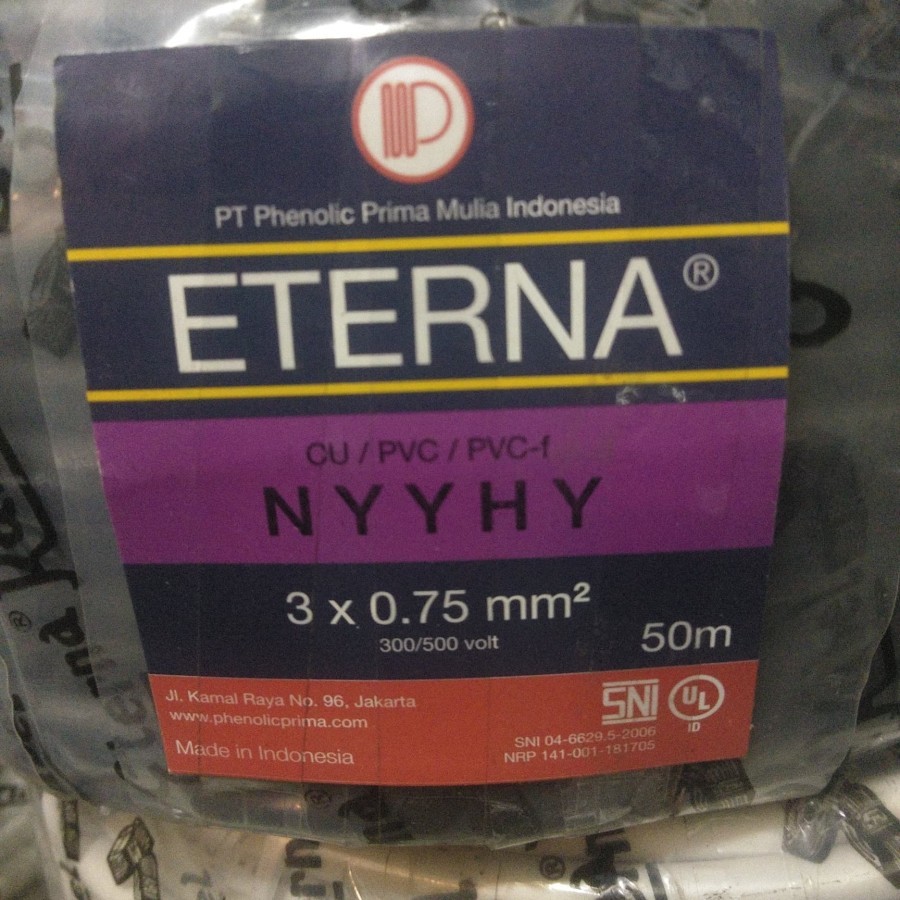 PT Phenolic Prima Mulia Indonesia
ETERNA®
CU / PVC / PVC-f
NYYHY
3 x 0.75 mm²
300/500 volt
50m
Jl. Kamal Raya No. 96, Jakarta
www.phenolicprima.com
Made in Indonesia
SNI
UL
ID
SNI 04-6629.5-2006
NRP 141-001-181705